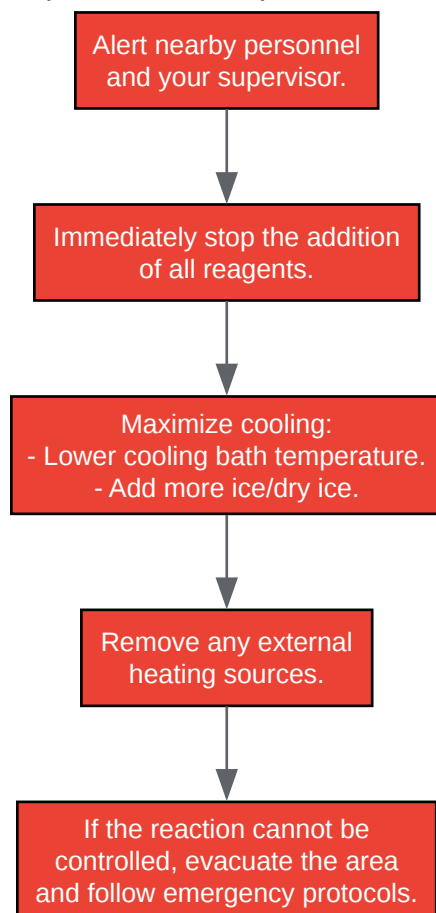 Alert nearby personnel
and your supervisor.
Immediately stop the addition
of all reagents.
Maximize cooling:
- Lower cooling bath temperature.
- Add more ice/dry ice.
Remove any external
heating sources.
If the reaction cannot be
controlled, evacuate the area
and follow emergency protocols.